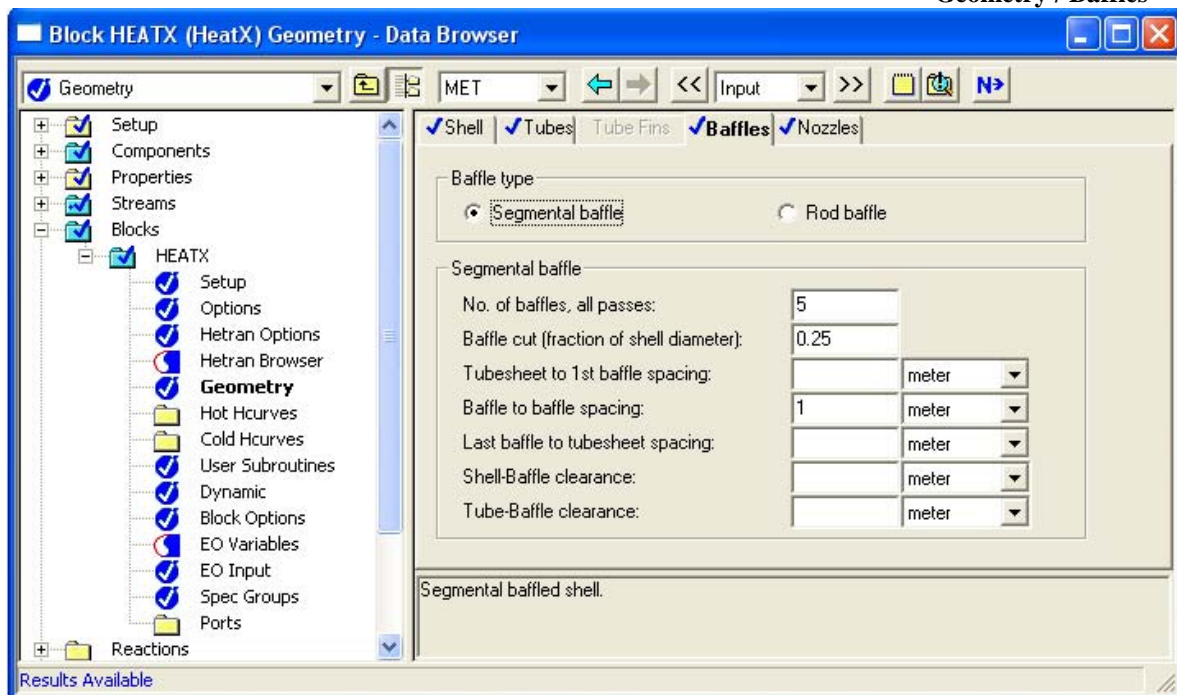 Geometry / Baffles
Block HEATX (HeatX) Geometry - Data Browser
Geometry
MET
<< Input >>
N>
Setup
Components
Properties
Streams
Blocks
HEATX
Setup
Options
Hetran Options
Hetran Browser
Geometry
Hot Hcurves
Cold Hcurves
User Subroutines
Dynamic
Block Options
EO Variables
EO Input
Spec Groups
Ports
Reactions
Shell Tubes Tube Fins Baffles Nozzles
Baffle type
Segmental baffle Rod baffle
Segmental baffle
No. of baffles, all passes: 5
Baffle cut (fraction of shell diameter): 0.25
Tubesheet to 1st baffle spacing: meter
Baffle to baffle spacing: 1 meter
Last baffle to tubesheet spacing: meter
Shell-Baffle clearance: meter
Tube-Baffle clearance: meter
Segmental baffled shell.
Results Available